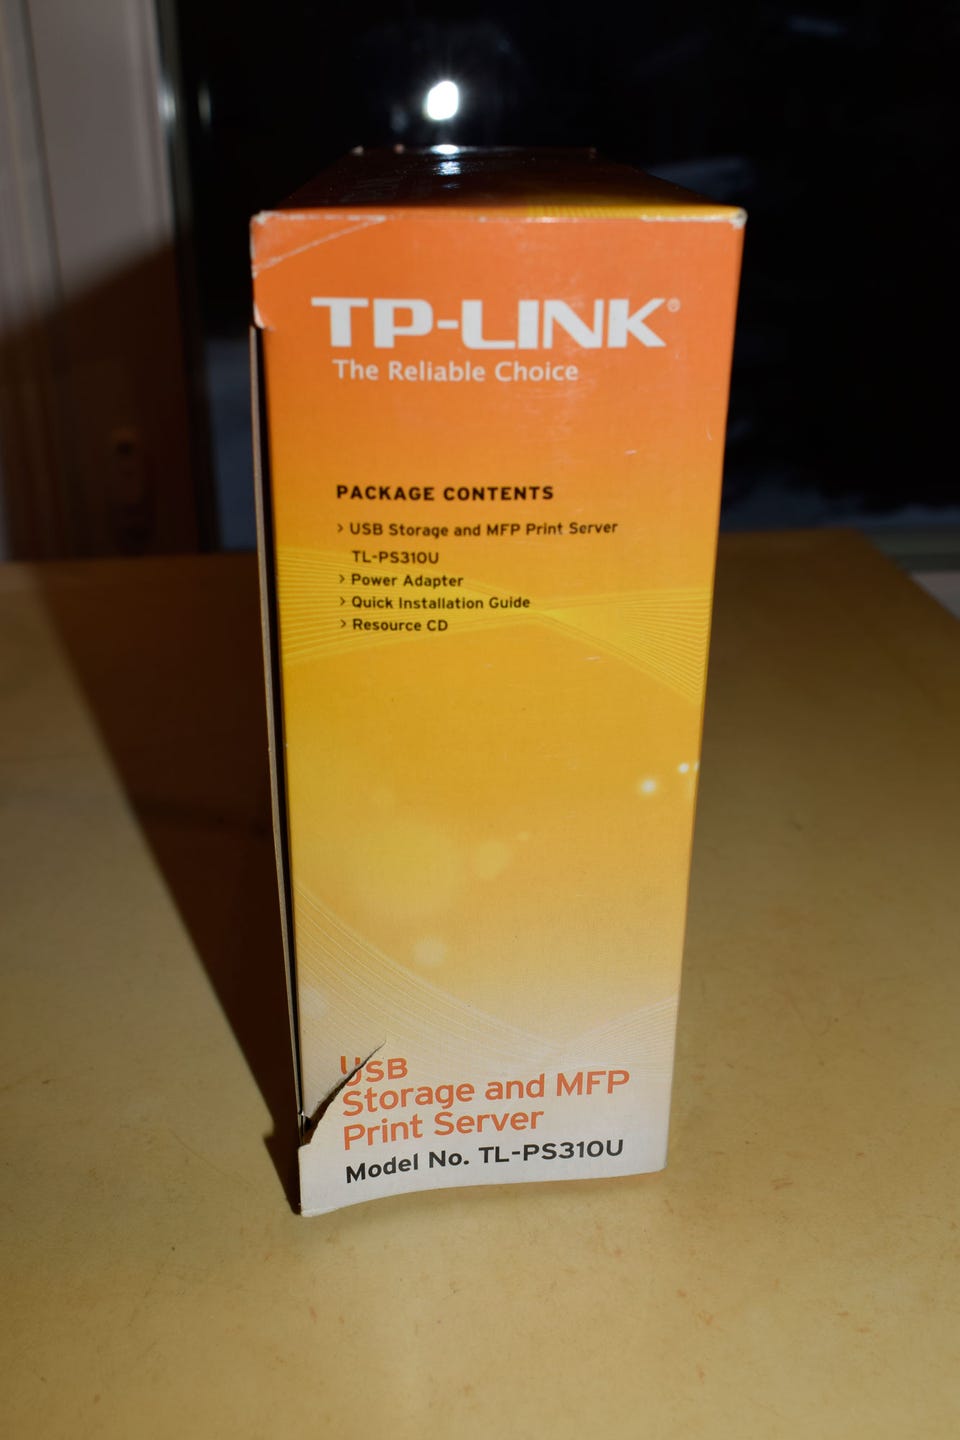 TP-LINK®
The Reliable Choice
PACKAGE CONTENTS
> USB Storage and MFP Print Server
TL-PS310U
> Power Adapter
> Quick Installation Guide
> Resource CD
USB
Storage and MFP
Print Server
Model No. TL-PS310U